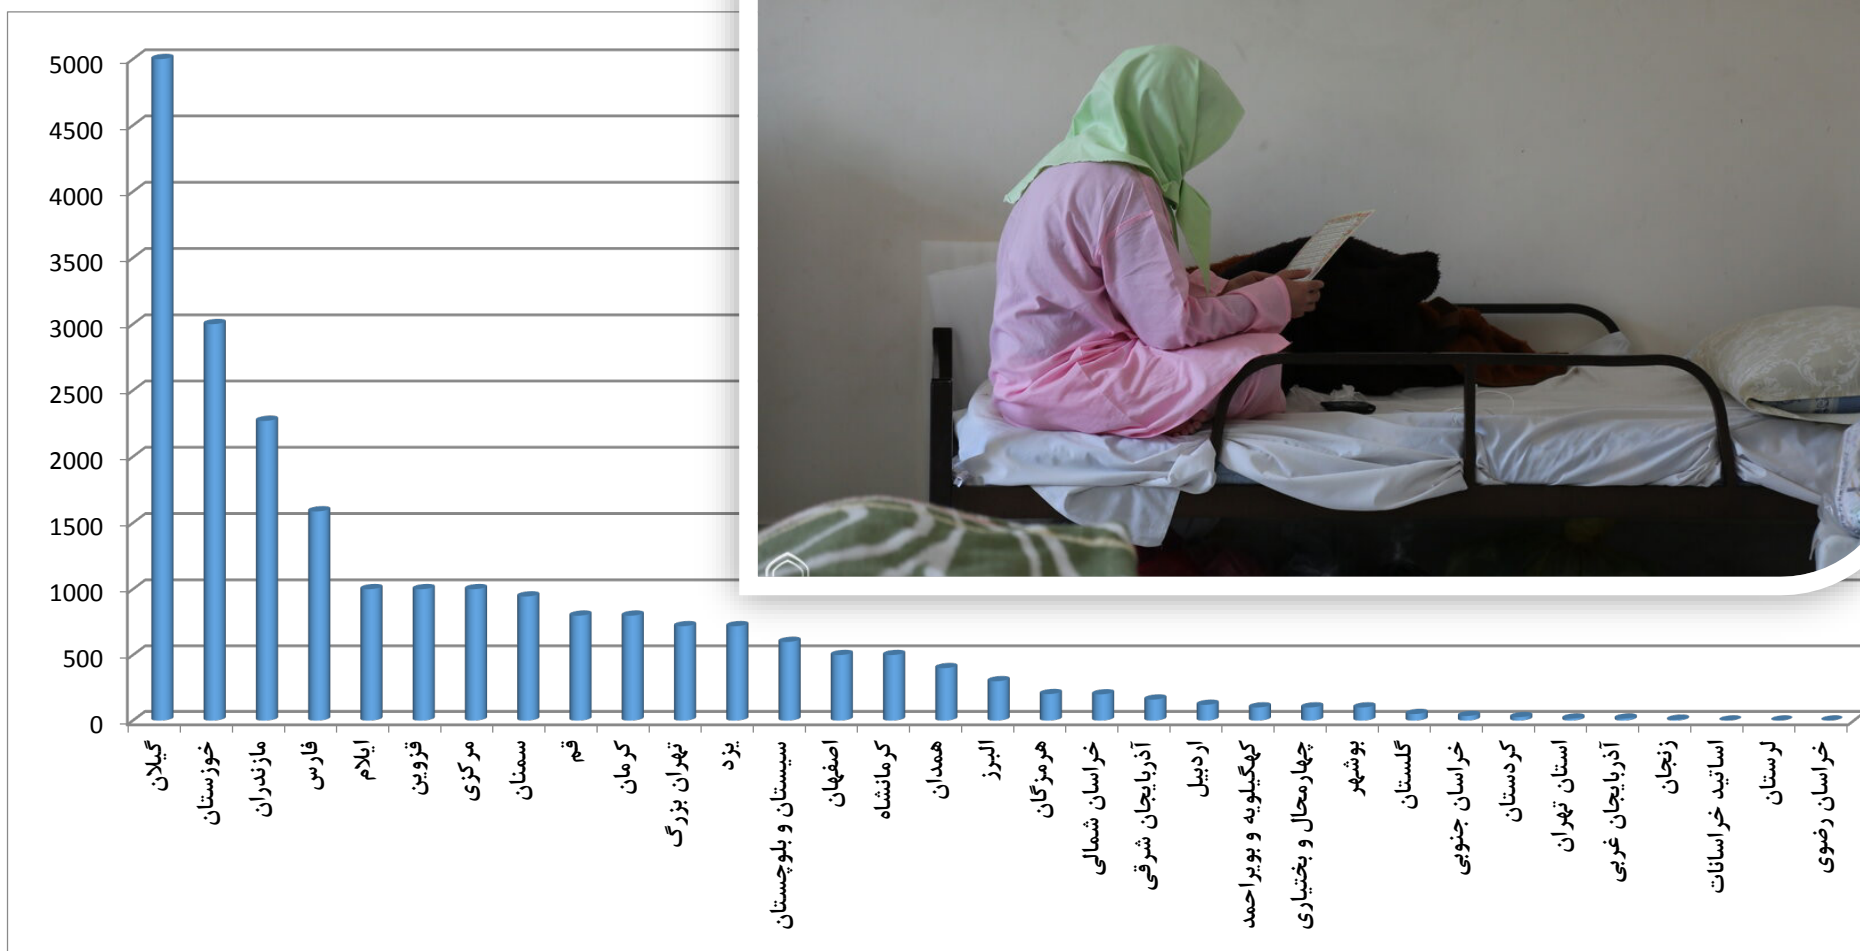 5000
4500
4000
3500
3000
2500
2000
1500
1000
500
0
گیلان
خوزستان
مازندران
فارس
ایلام
قزوین
مرکزی
سمنان
قم
کرمان
تهران بزرگ
یزد
سیستان و بلوچستان
اصفهان
کرمانشاه
همدان
البرز
هرمزگان
خراسان شمالی
آذربایجان شرقی
اردبیل
کهگیلویه و بویراحمد
چهارمحال و بختیاری
بوشهر
گلستان
خراسان جنوبی
کردستان
استان تهران
آذربایجان غربی
زنجان
اساتید خراسانات
لرستان
خراسان رضوی